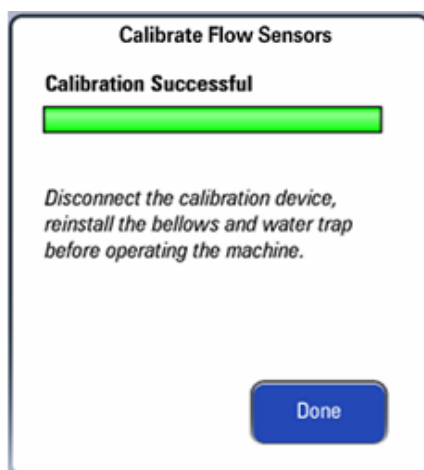 Calibrate Flow Sensors
Calibration Successful
Disconnect the calibration device,
reinstall the bellows and water trap
before operating the machine.
Done